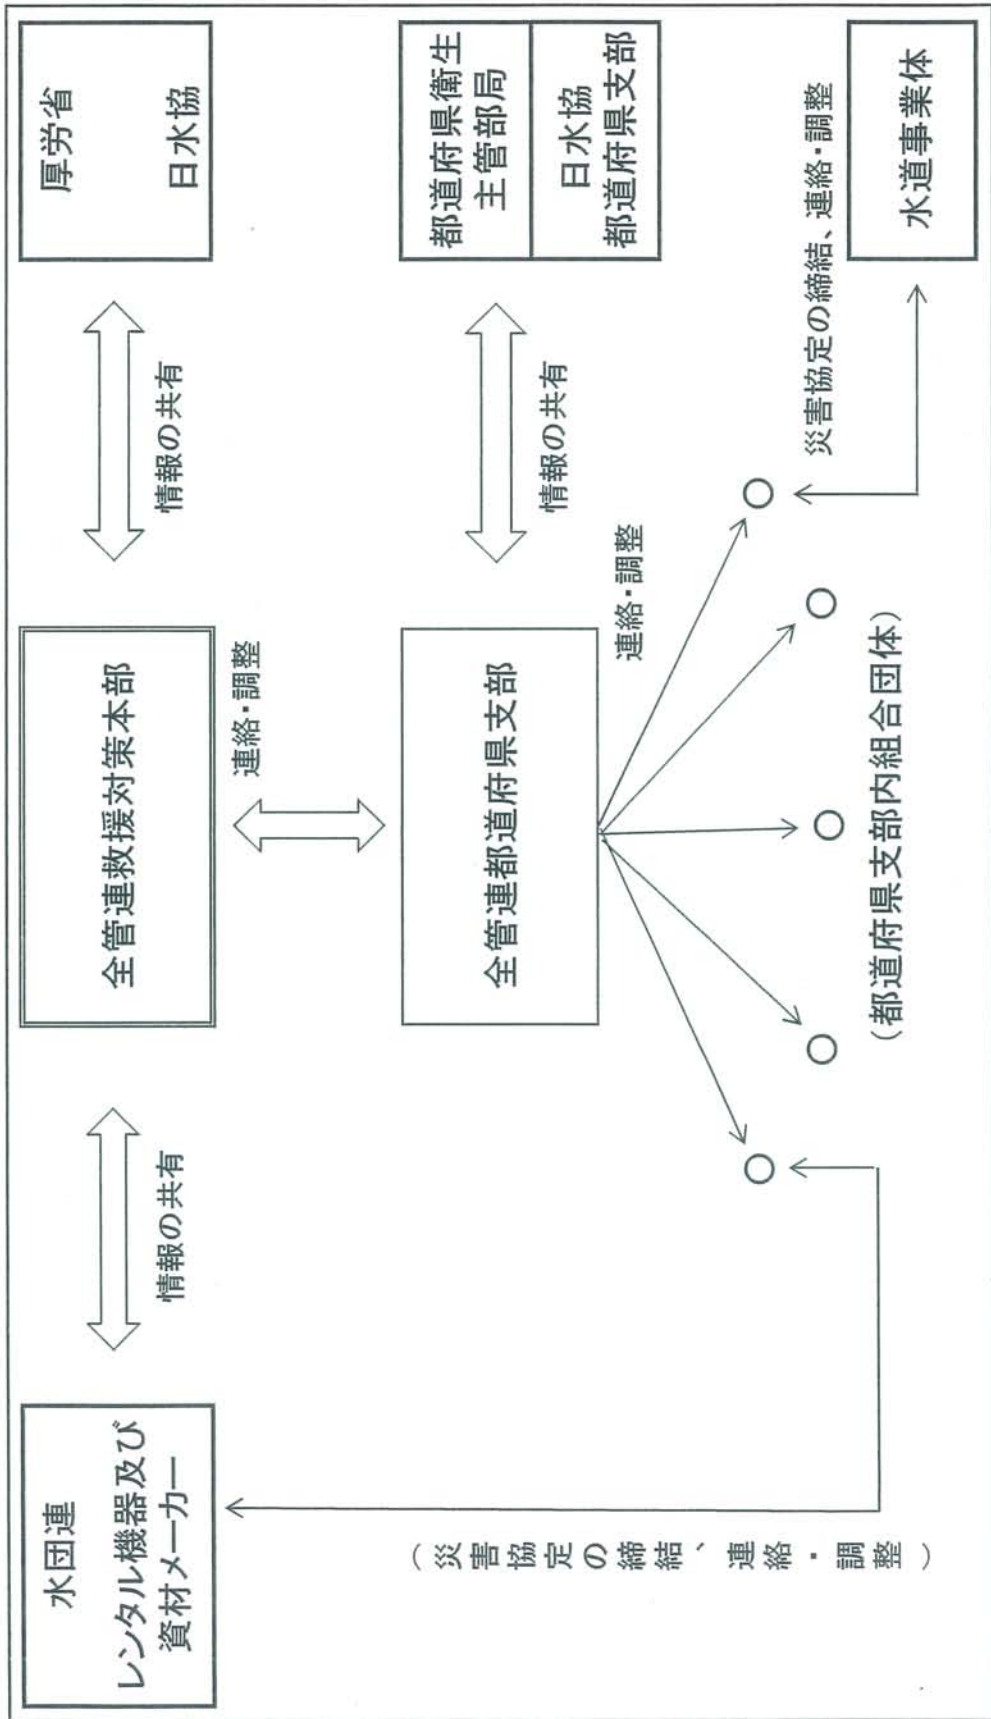 水団連
レンタル機器及び
資材メーカー
情報の共有
全管連救援対策本部
情報の共有
厚労省
日水協
連絡・調整
全管連都道府県支部
情報の共有
都道府県衛生
主管部局
日水協
都道府県支部
連絡・調整
(災害協定の締結、連絡・調整)
災害協定の締結、連絡・調整
水道事業体
(都道府県支部内組合団体)